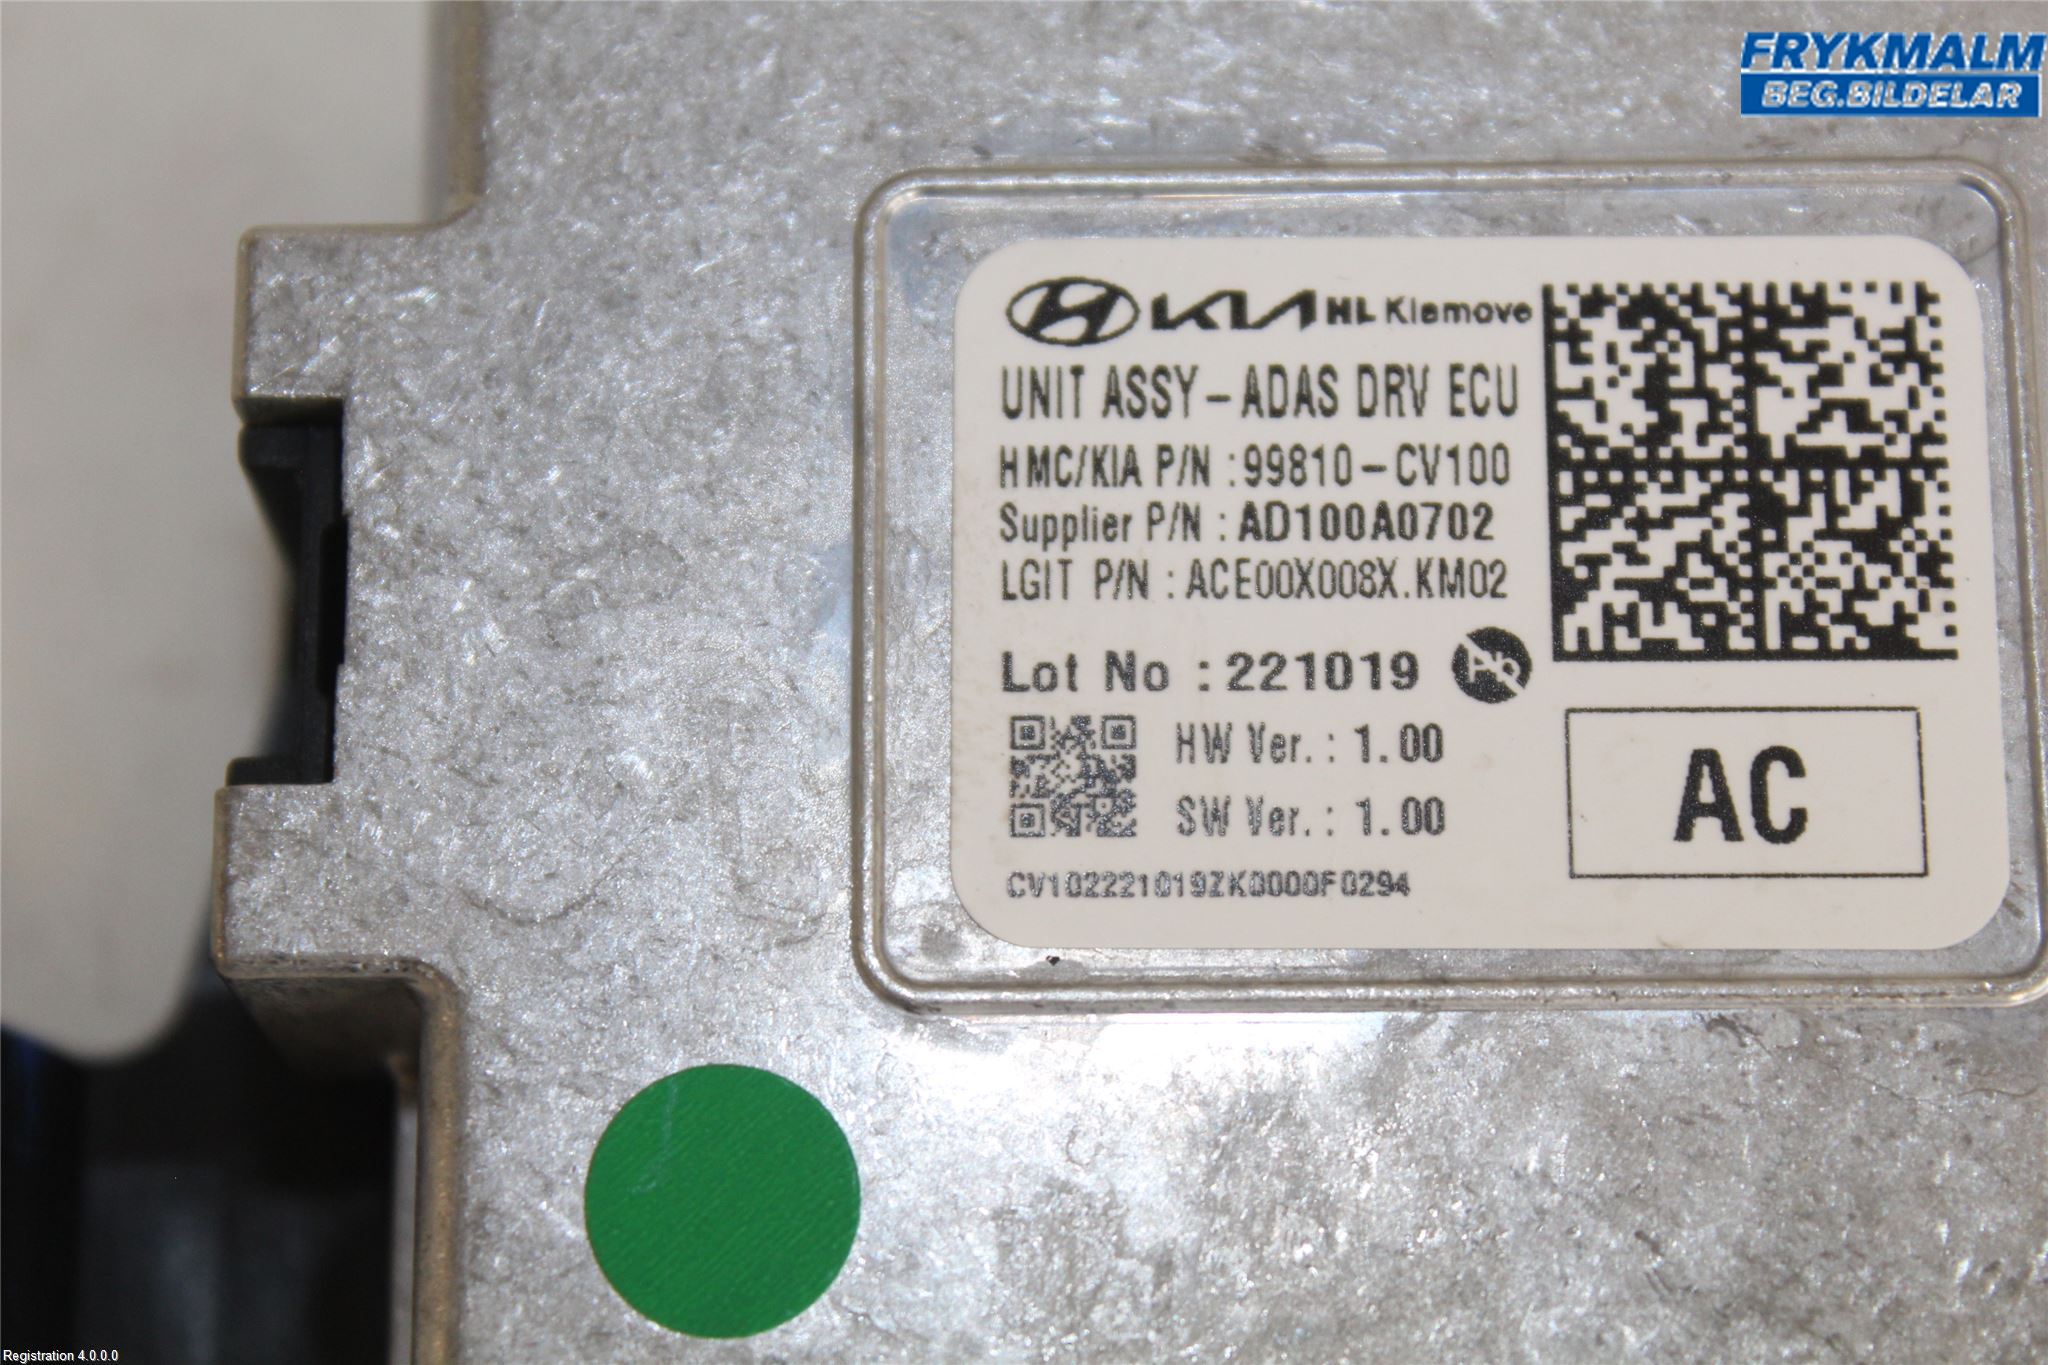 FRYKMALM
BEG.BILDELAR
KIA HL Klemove
UNIT ASSY-ADAS DRV ECU
HMC/KIA P/N :99810-CV100
Supplier P/N : AD100A0702
LGIT P/N : ACE00X008X.KM02
Lot No : 221019 Pb
HW Ver. : 1.00
SW Ver. : 1.00
AC
CV102221019ZK0000F0294
Registration 4.0.0.0